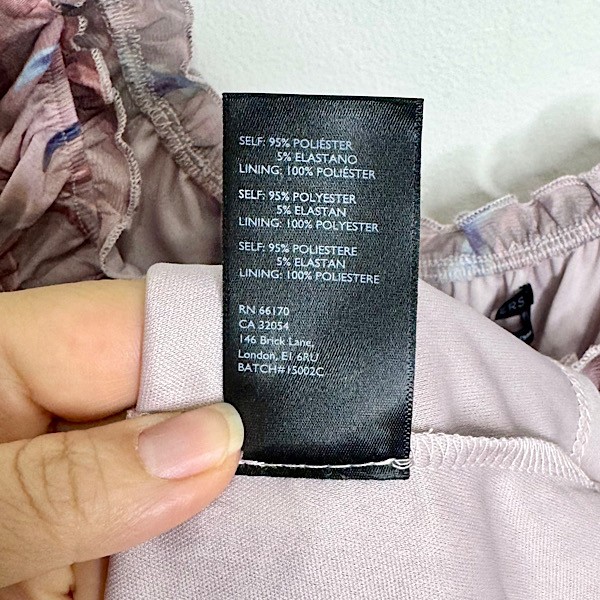 SELF: 95% POLIÉSTER
5% ELASTANO
LINING: 100% POLIÉSTER
SELF: 95% POLYESTER
5% ELASTAN
LINING: 100% POLYESTER
SELF: 95% POLIESTERE
5% ELASTAN
LINING: 100% POLIESTERE
RN 66170
CA 32054
146 Brick Lane,
London, E1 6RU
BATCH#15002C